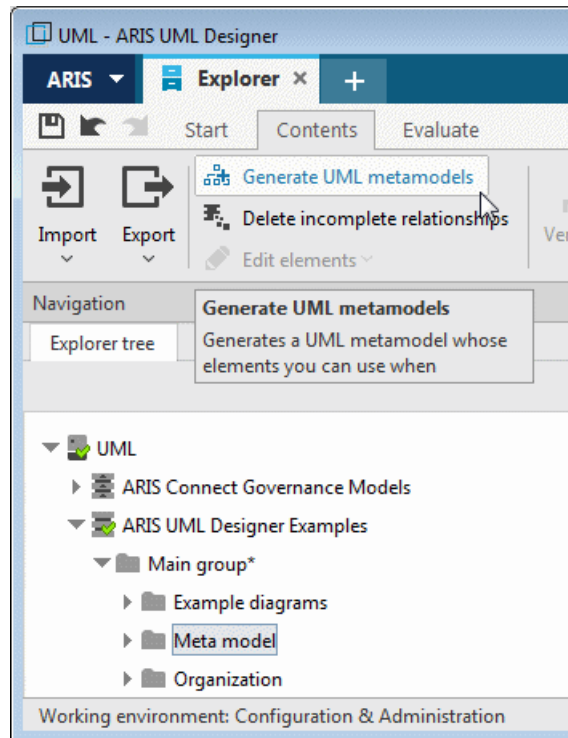 UML - ARIS UML Designer
ARIS Explorer × +
Start Contents Evaluate
Generate UML metamodels
Import Export Delete incomplete relationships
Edit elements
Navigation
Explorer tree
Generate UML metamodels
Generates a UML metamodel whose
elements you can use when
UML
ARIS Connect Governance Models
ARIS UML Designer Examples
Main group*
Example diagrams
Meta model
Organization
Working environment: Configuration & Administration